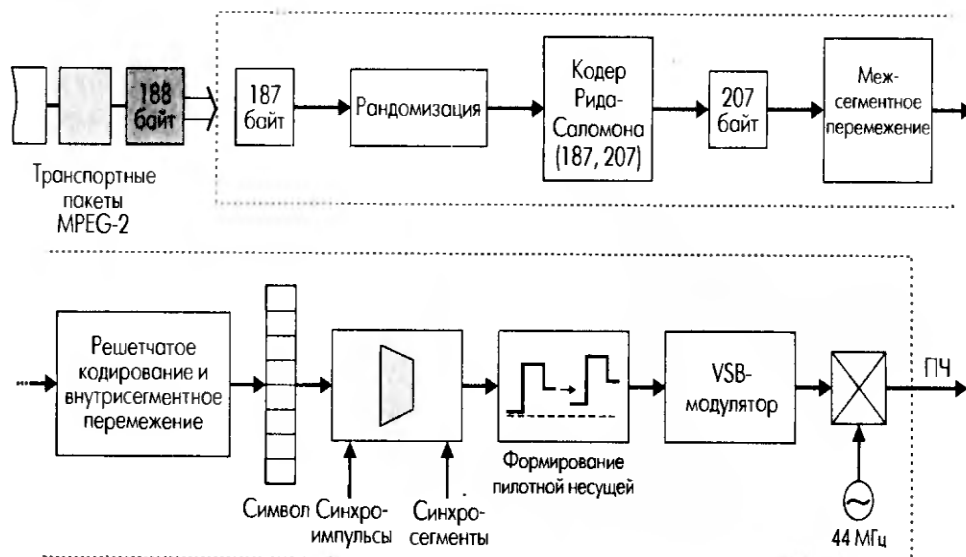 188
байт
Транспортные
пакеты
MPEG-2
187
байт
Рандомизация
Кодер
Рида-
Саломона
(187, 207)
207
байт
Меж-
сегментное
перемежение
Решетчатое
кодирование и
внутрисегментное
перемежение
Символ
Синхро-
импульсы
Синхро-
сегменты
Формирование
пилотной несущей
VSB-
модулятор
44 МГц
ПЧ